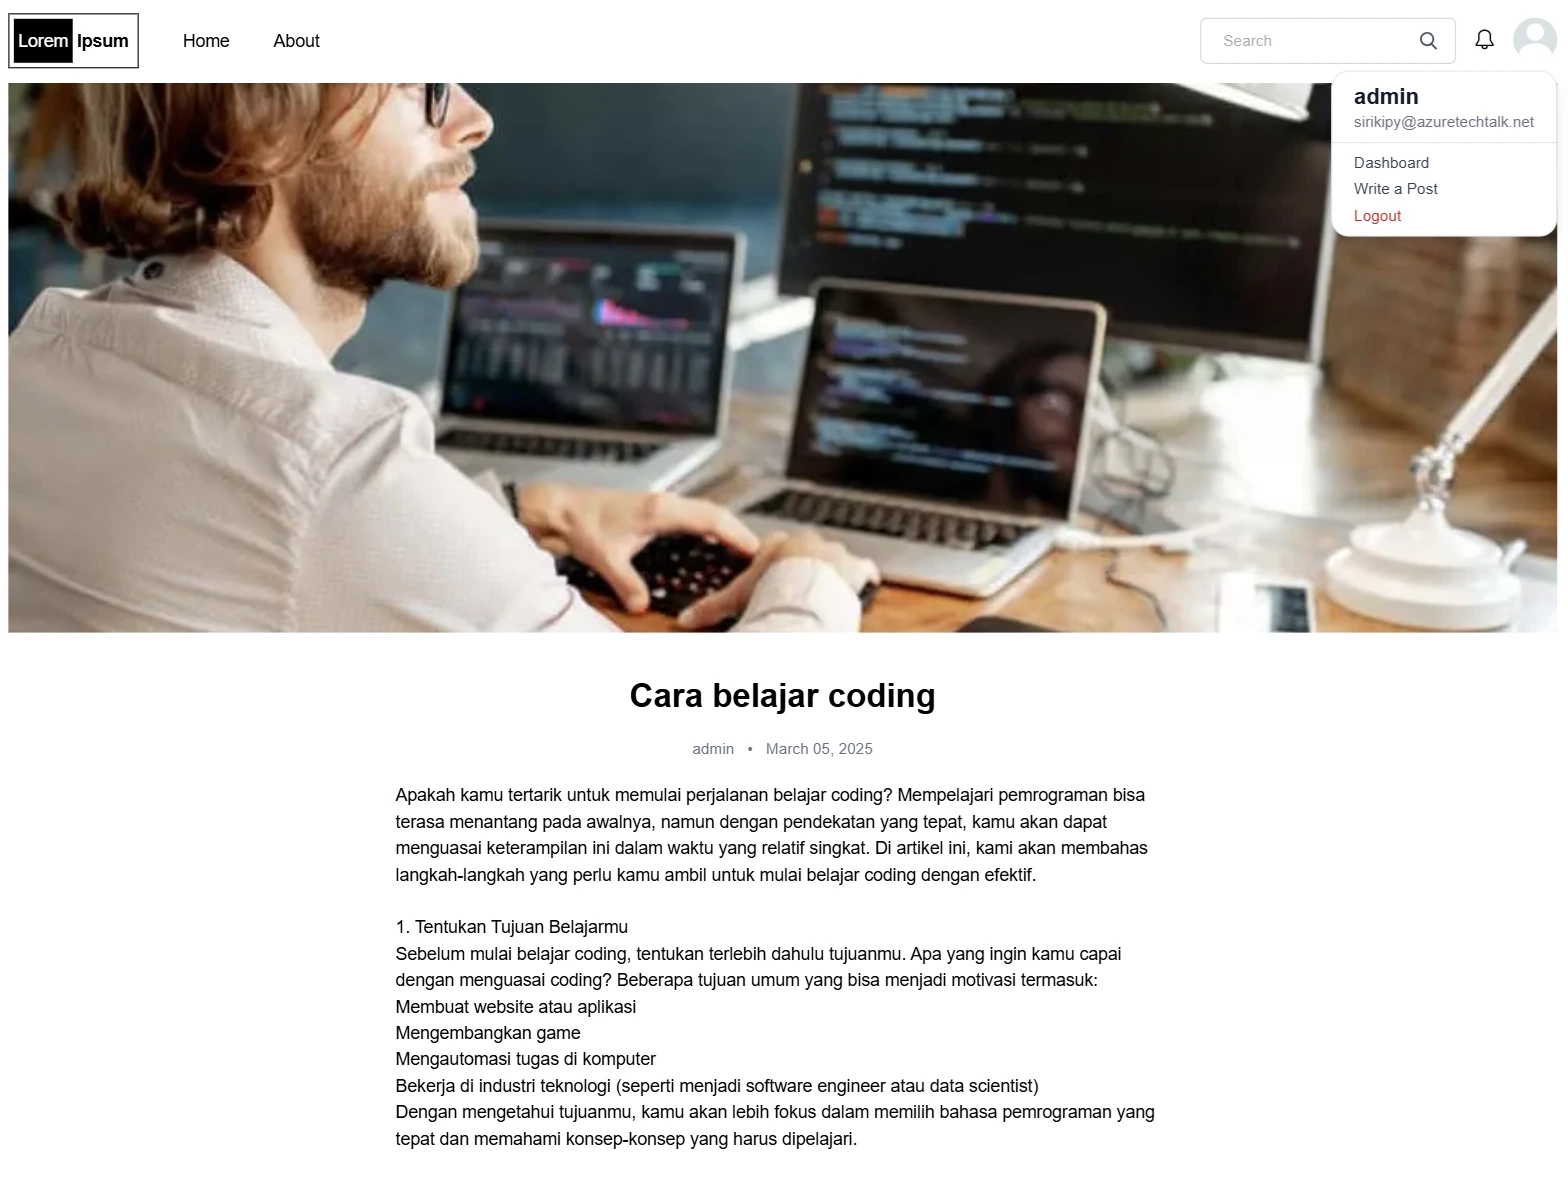 Lorem Ipsum
Home
About
Search
admin
sirikipy@azuretechtalk.net
Dashboard
Write a Post
Logout
Cara belajar coding
admin • March 05, 2025
Apakah kamu tertarik untuk memulai perjalanan belajar coding? Mempelajari pemrograman bisa
terasa menantang pada awalnya, namun dengan pendekatan yang tepat, kamu akan dapat
menguasai keterampilan ini dalam waktu yang relatif singkat. Di artikel ini, kami akan membahas
langkah-langkah yang perlu kamu ambil untuk mulai belajar coding dengan efektif.
1. Tentukan Tujuan Belajarmu
Sebelum mulai belajar coding, tentukan terlebih dahulu tujuanmu. Apa yang ingin kamu capai
dengan menguasai coding? Beberapa tujuan umum yang bisa menjadi motivasi termasuk:
Membuat website atau aplikasi
Mengembangkan game
Mengautomasi tugas di komputer
Bekerja di industri teknologi (seperti menjadi software engineer atau data scientist)
Dengan mengetahui tujuanmu, kamu akan lebih fokus dalam memilih bahasa pemrograman yang
tepat dan memahami konsep-konsep yang harus dipelajari.